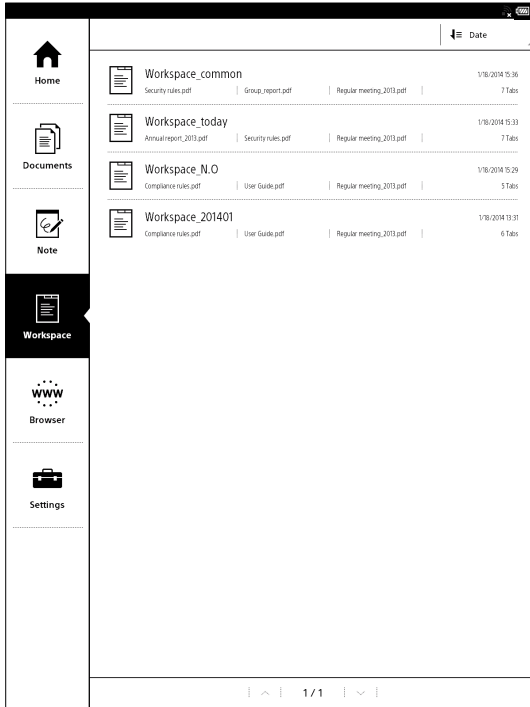 Date
Home
Documents
Note
Workspace
WWW
Browser
Settings
Workspace_common
1/18/2014 15:36
Security rules.pdf | Group_report.pdf | Regular meeting_2013.pdf | 7 Tabs
Workspace_today
1/18/2014 15:33
Annual report_2013.pdf | Security rules.pdf | Regular meeting_2013.pdf | 7 Tabs
Workspace_N.O
1/18/2014 15:29
Compliance rules.pdf | User Guide.pdf | Regular meeting_2013.pdf | 5 Tabs
Workspace_201401
1/18/2014 13:31
Compliance rules.pdf | User Guide.pdf | Regular meeting_2013.pdf | 6 Tabs
1 / 1